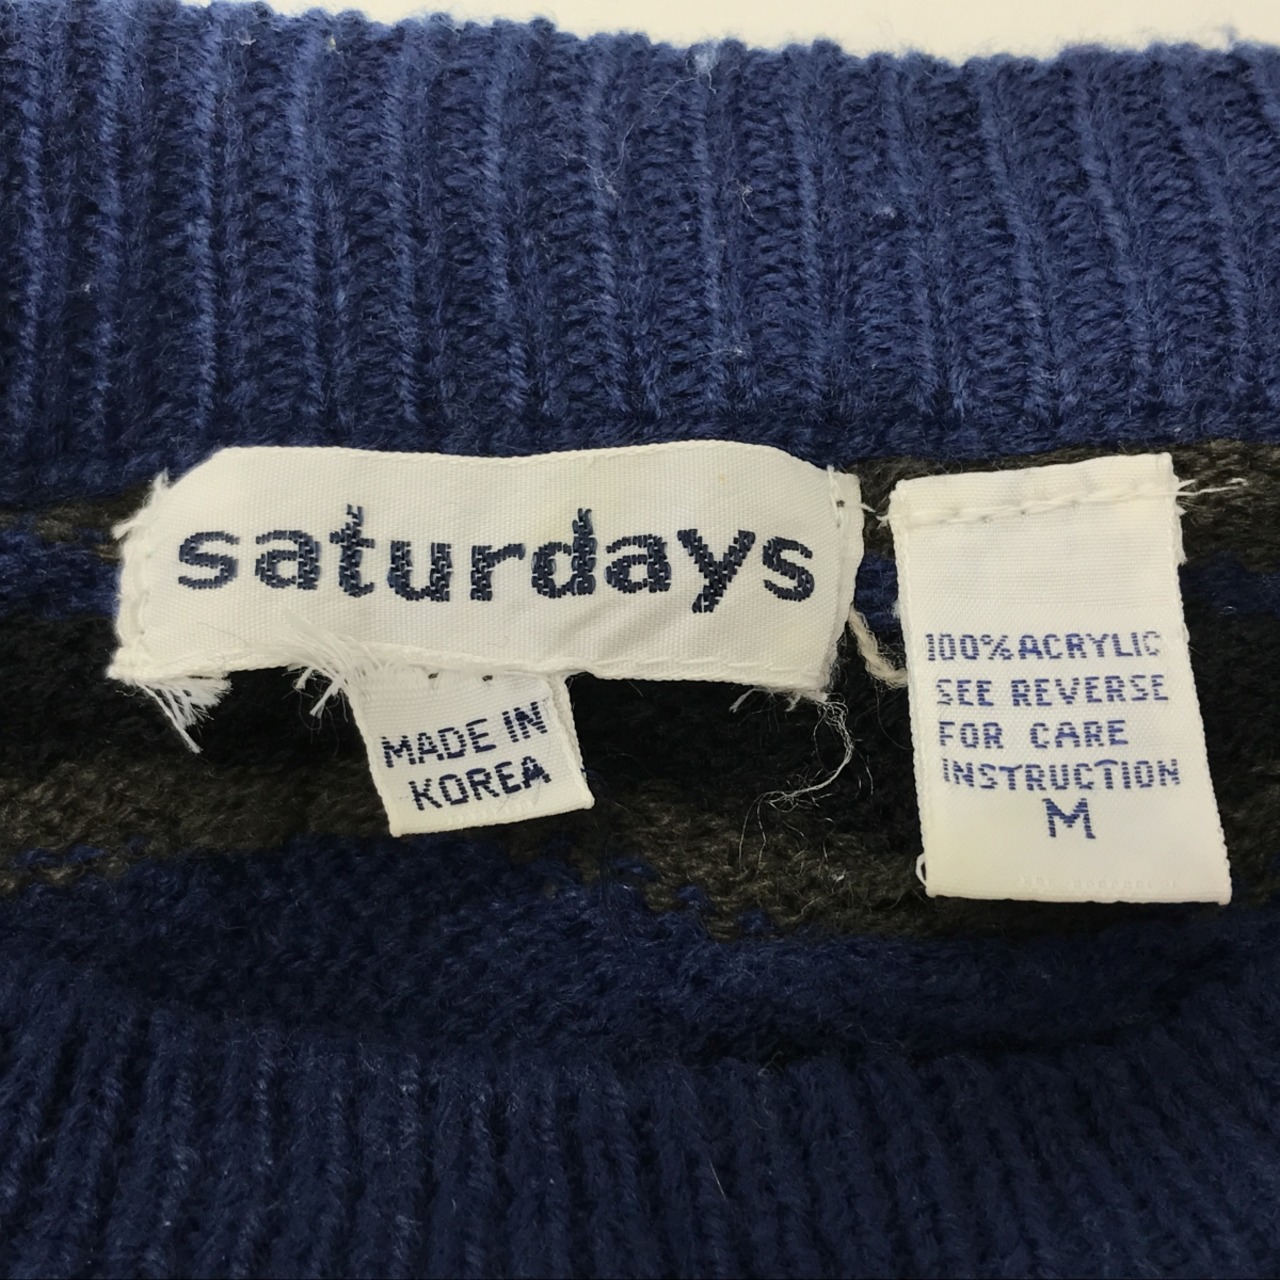 saturdays
MADE IN
KOREA
100% ACRYLIC
SEE REVERSE
FOR CARE
INSTRUCTION
M